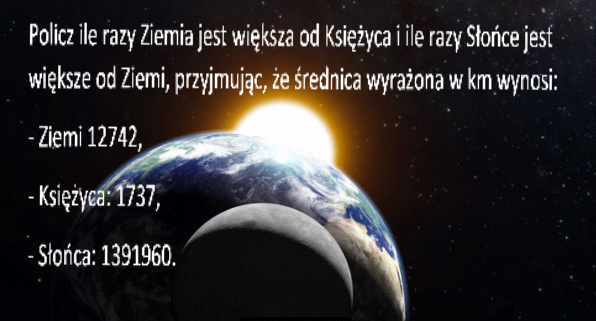 Policz ile razy Ziemia jest większa od Księżyca i ile razy Słońce jest
większe od Ziemi, przyjmując, że średnica wyrażona w km wynosi:
- Ziemi 12742,
- Księżyca: 1737,
- Słońca: 1391960.